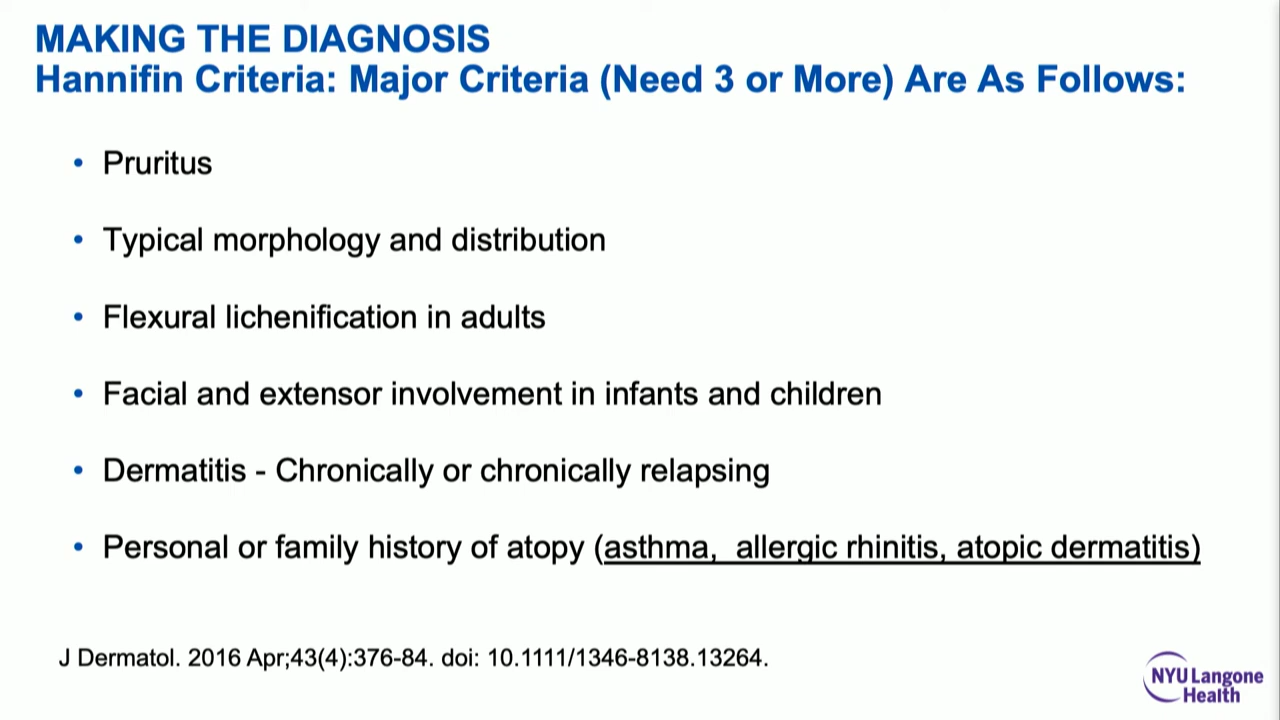 MAKING THE DIAGNOSIS
Hannifin Criteria: Major Criteria (Need 3 or More) Are As Follows:
• Pruritus
• Typical morphology and distribution
• Flexural lichenification in adults
• Facial and extensor involvement in infants and children
• Dermatitis - Chronically or chronically relapsing
• Personal or family history of atopy (asthma,  allergic rhinitis, atopic dermatitis)
J Dermatol. 2016 Apr;43(4):376-84. doi: 10.1111/1346-8138.13264.
NYU Langone
Health